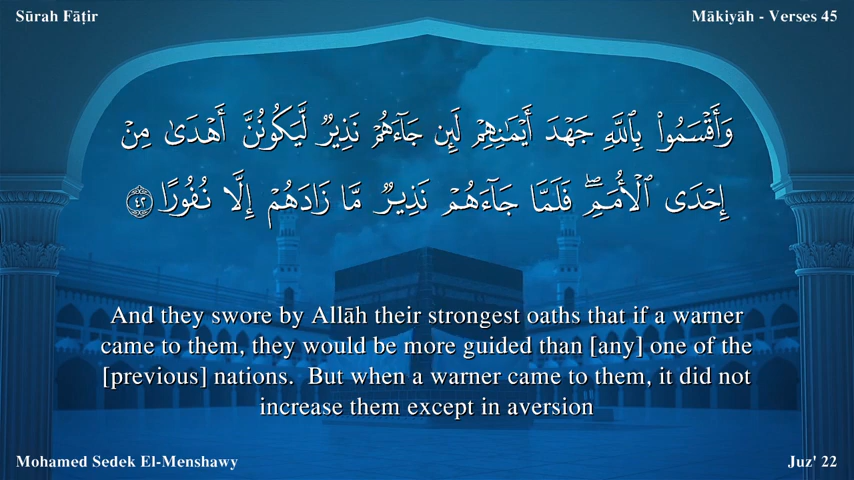 Sūrah Fāṭir
Mākiyāh - Verses 45
وَأَقْسَمُوا۟ بِٱللَّهِ جَهْدَ أَيْمَـٰنِهِمْ لَئِن جَآءَهُمْ نَذِيرٌ لَّيَكُونُنَّ أَهْدَىٰ مِنْ
إِحْدَى ٱلْأُمَمِ ۖ فَلَمَّا جَآءَهُمْ نَذِيرٌ مَّا زَادَهُمْ إِلَّا نُفُورًا ٤٢
And they swore by Allāh their strongest oaths that if a warner
came to them, they would be more guided than [any] one of the
[previous] nations. But when a warner came to them, it did not
increase them except in aversion
Mohamed Sedek El-Menshawy
Juz' 22